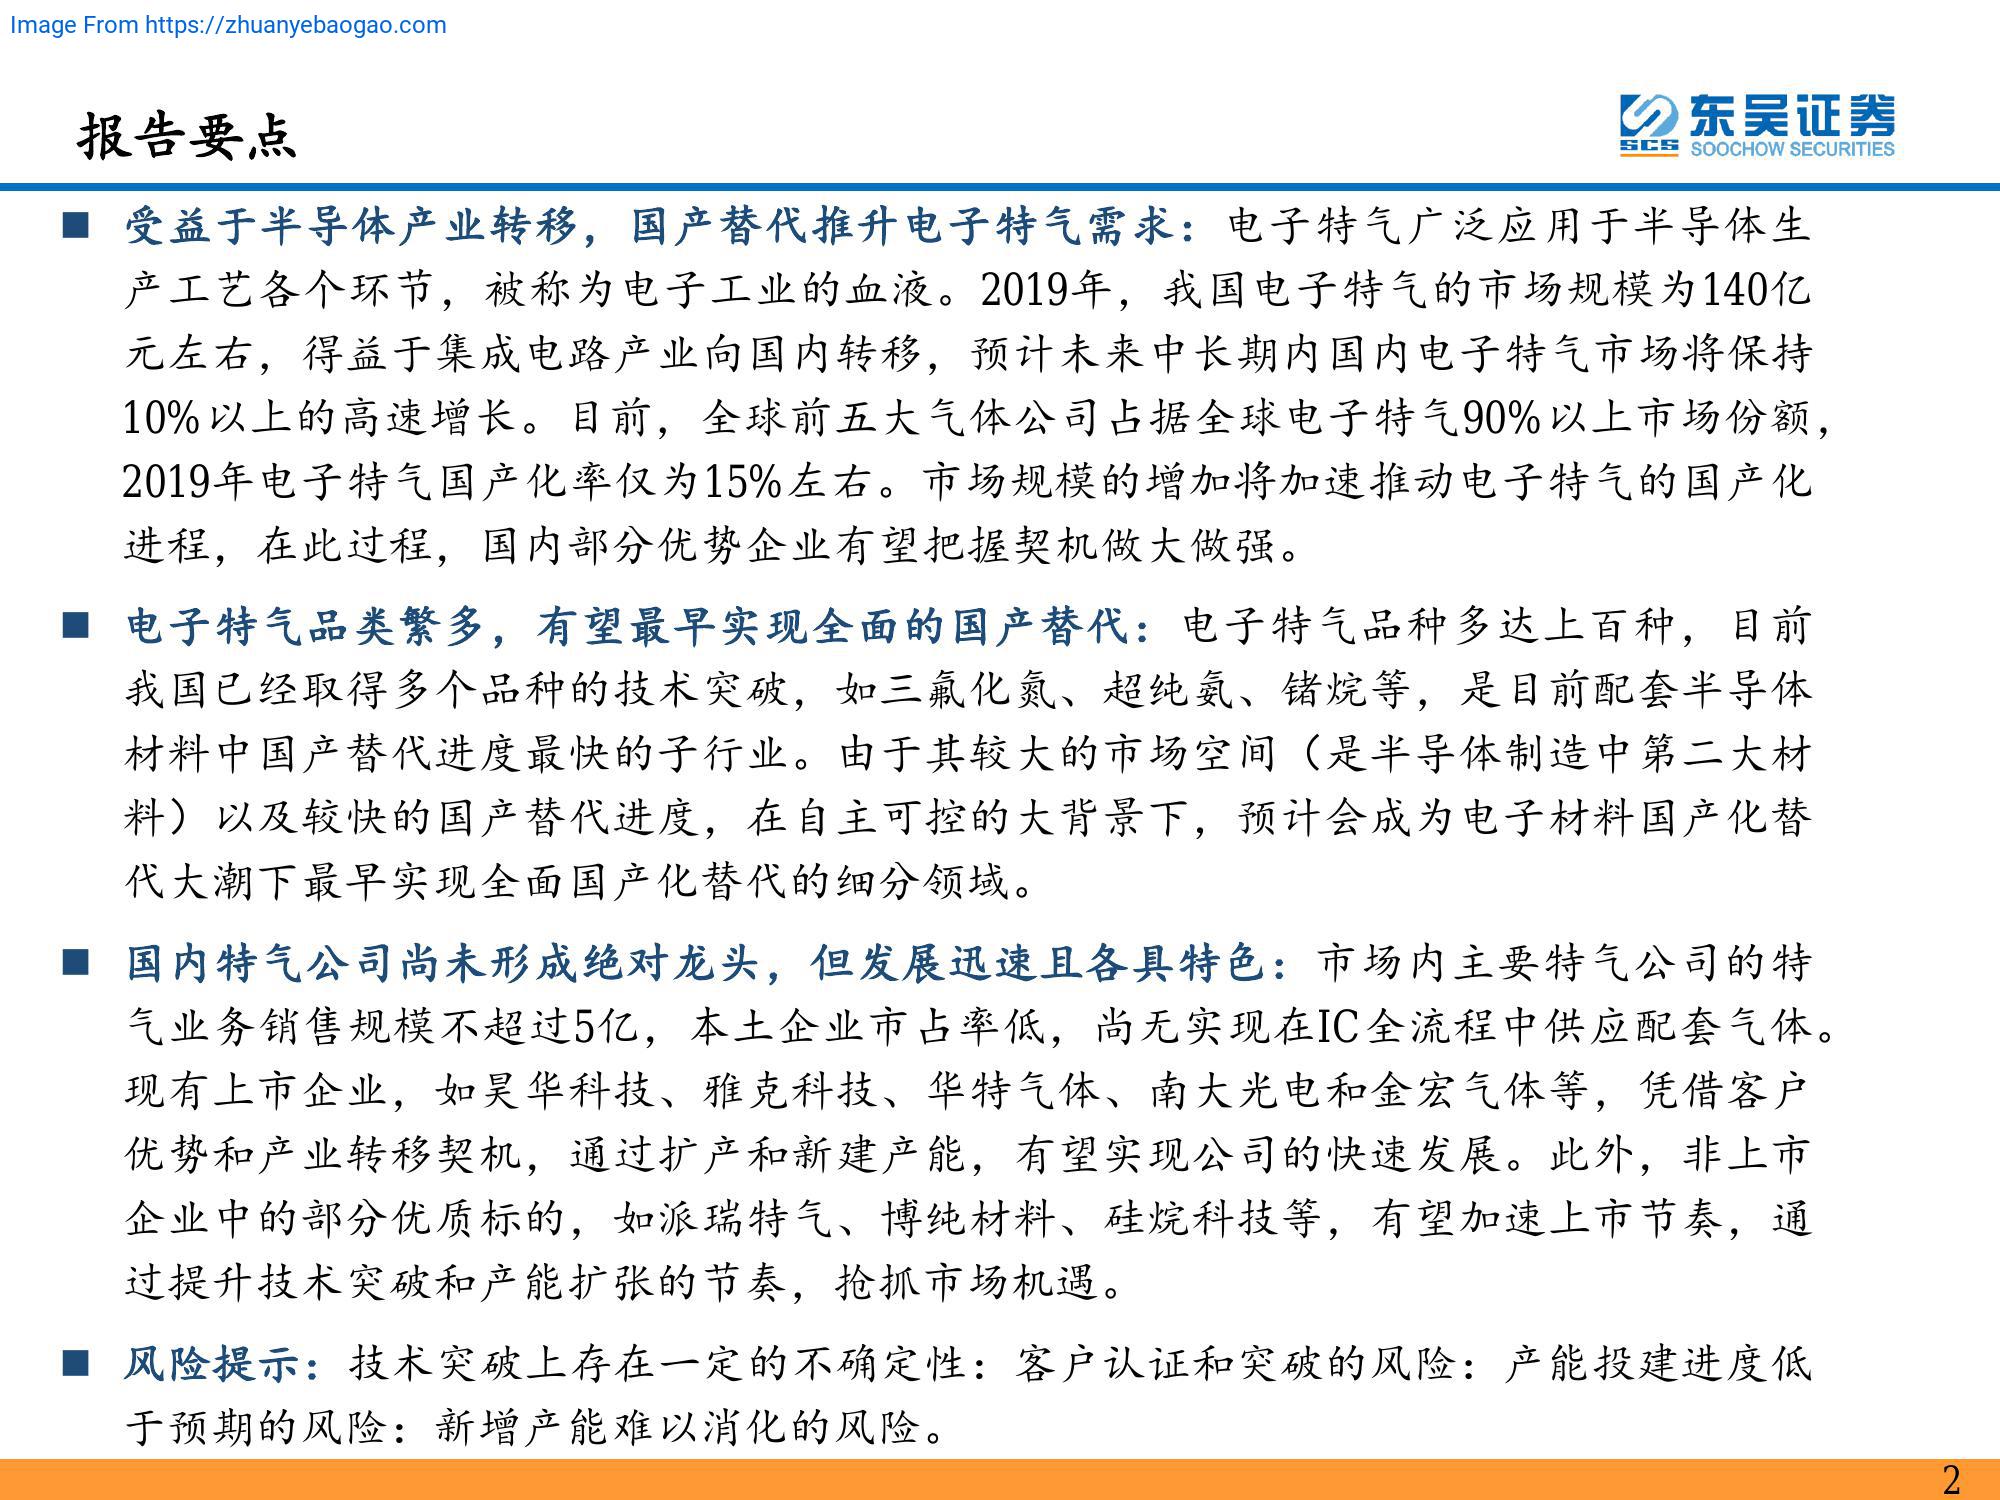 Image From https://zhuanyebaogao.com
报告要点
东吴证券
SCS
SOOCHOW SECURITIES
■ 受益于半导体产业转移，国产替代推升电子特气需求：电子特气广泛应用于半导体生
产工艺各个环节，被称为电子工业的血液。2019年，我国电子特气的市场规模为140亿
元左右，得益于集成电路产业向国内转移，预计未来中长期内国内电子特气市场将保持
10%以上的高速增长。目前，全球前五大气体公司占据全球电子特气90%以上市场份额，
2019年电子特气国产化率仅为15%左右。市场规模的增加将加速推动电子特气的国产化
进程，在此过程，国内部分优势企业有望把握契机做大做强。
■ 电子特气品类繁多，有望最早实现全面的国产替代：电子特气品种多达上百种，目前
我国已经取得多个品种的技术突破，如三氟化氮、超纯氨、锗烷等，是目前配套半导体
材料中国产替代进度最快的子行业。由于其较大的市场空间（是半导体制造中第二大材
料）以及较快的国产替代进度，在自主可控的大背景下，预计会成为电子材料国产化替
代大潮下最早实现全面国产化替代的细分领域。
■ 国内特气公司尚未形成绝对龙头，但发展迅速且各具特色：市场内主要特气公司的特
气业务销售规模不超过5亿，本土企业市占率低，尚无实现在IC全流程中供应配套气体。
现有上市企业，如昊华科技、雅克科技、华特气体、南大光电和金宏气体等，凭借客户
优势和产业转移契机，通过扩产和新建产能，有望实现公司的快速发展。此外，非上市
企业中的部分优质标的，如派瑞特气、博纯材料、硅烷科技等，有望加速上市节奏，通
过提升技术突破和产能扩张的节奏，抢抓市场机遇。
■ 风险提示：技术突破上存在一定的不确定性：客户认证和突破的风险：产能投建进度低
于预期的风险：新增产能难以消化的风险。
2